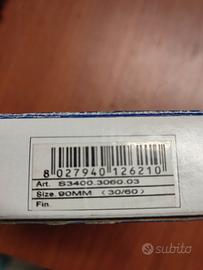 8 027940 126210
Art. S3400.3060.03
Size. 90MM (30/60)
Fin.
subito